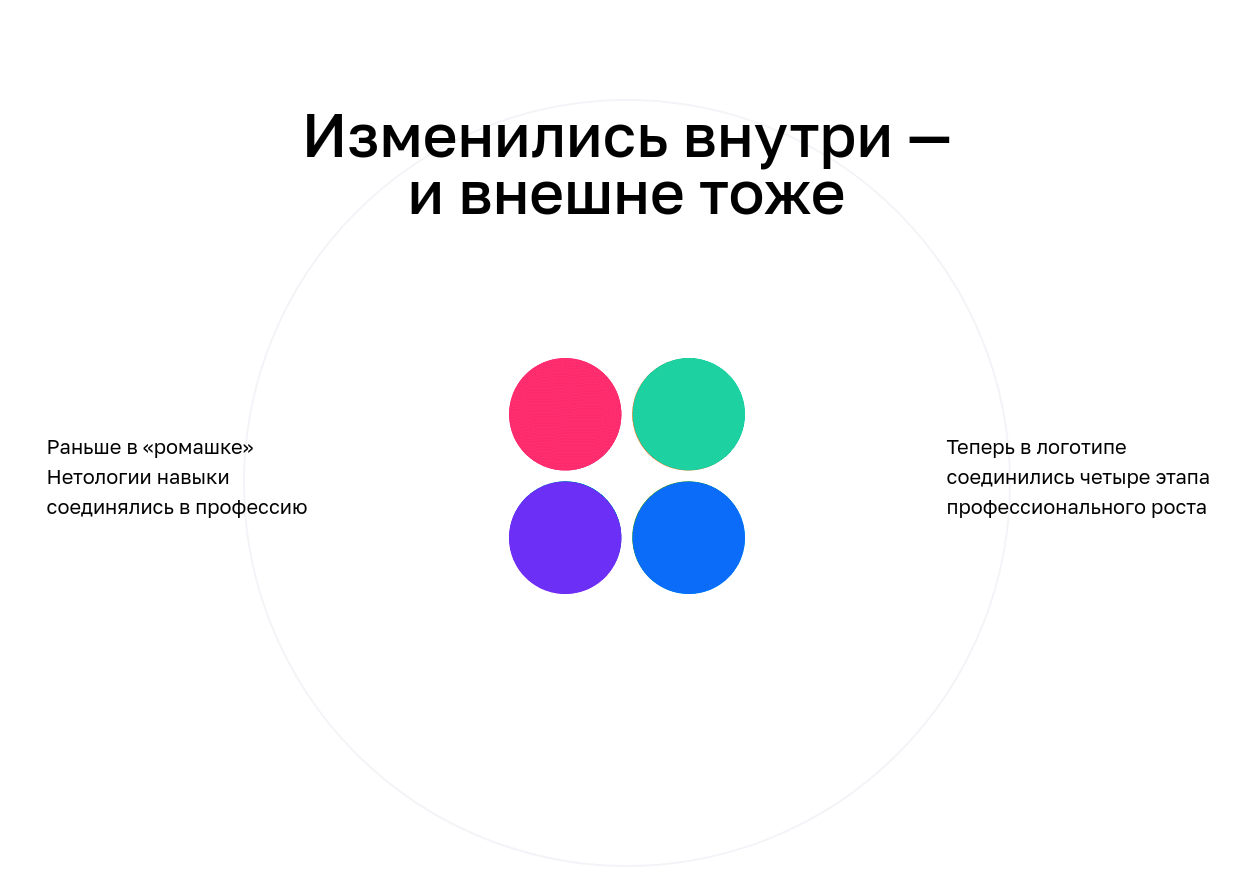 Изменились внутри —
и внешне тоже
Раньше в «ромашке»
Нетологии навыки
соединялись в профессию
Теперь в логотипе
соединились четыре этапа
профессионального роста